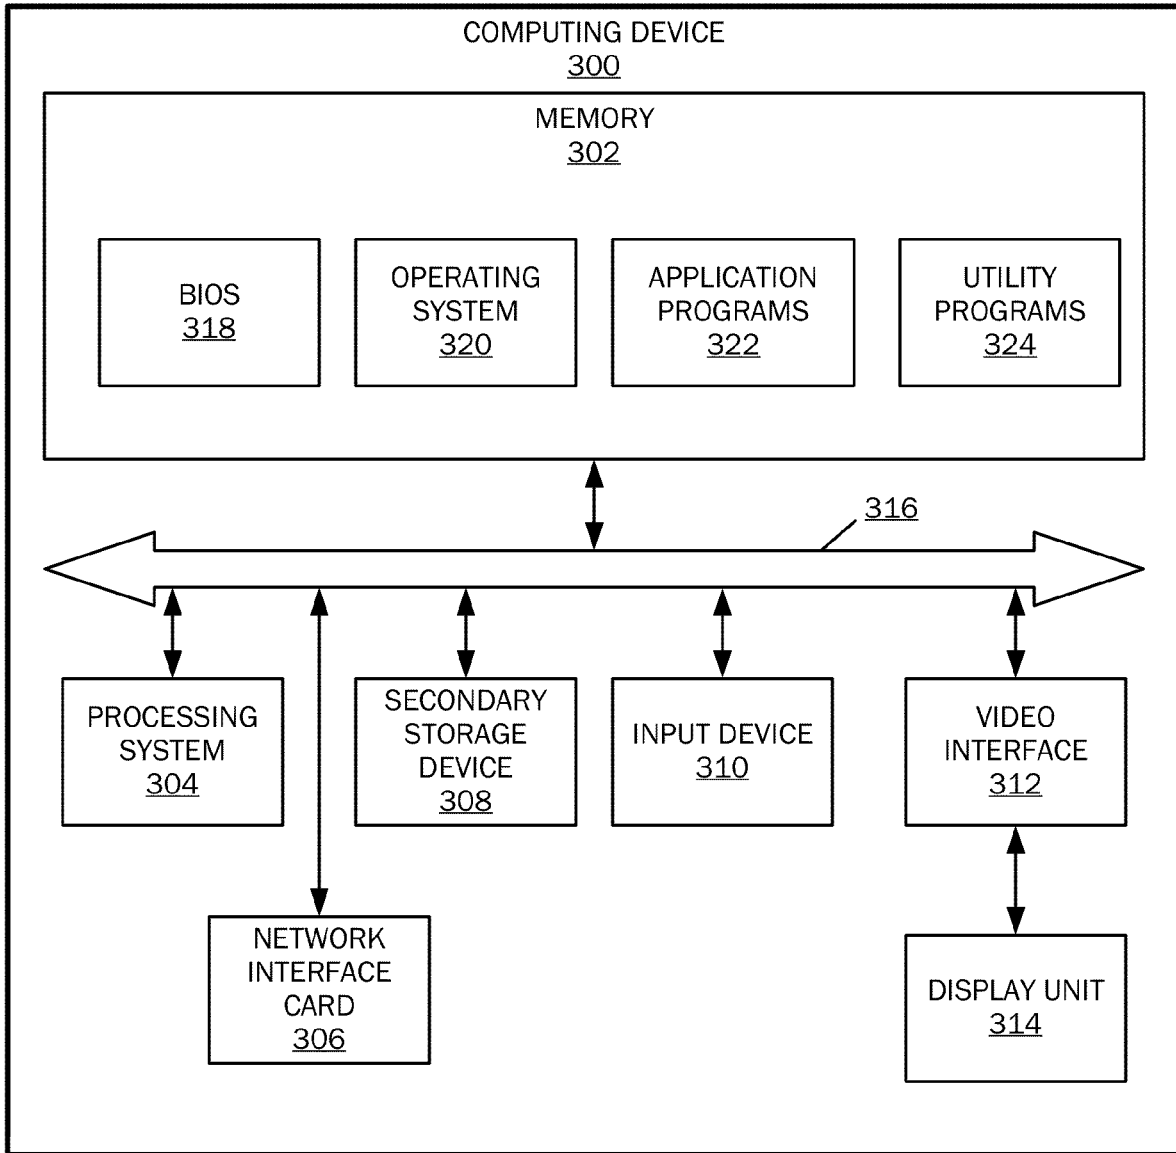 COMPUTING DEVICE
300
MEMORY
302
BIOS
318
OPERATING
SYSTEM
320
APPLICATION
PROGRAMS
322
UTILITY
PROGRAMS
324
316
PROCESSING
SYSTEM
304
SECONDARY
STORAGE
DEVICE
308
INPUT DEVICE
310
VIDEO
INTERFACE
312
NETWORK
INTERFACE
CARD
306
DISPLAY UNIT
314